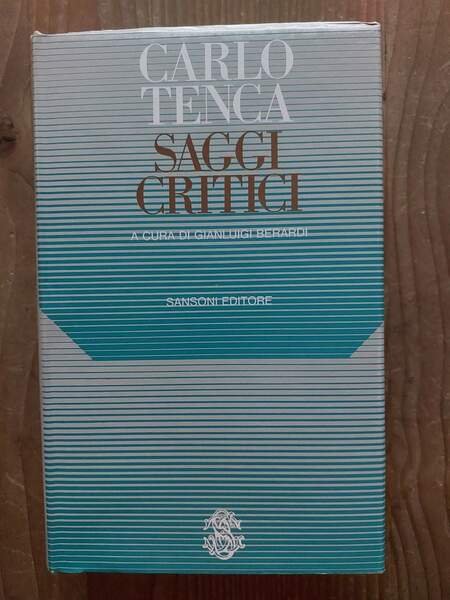 CARLO
TENCA
SAGGI
CRITICI
A CURA DI GIANLUIGI BERARDI
SANSONI EDITORE